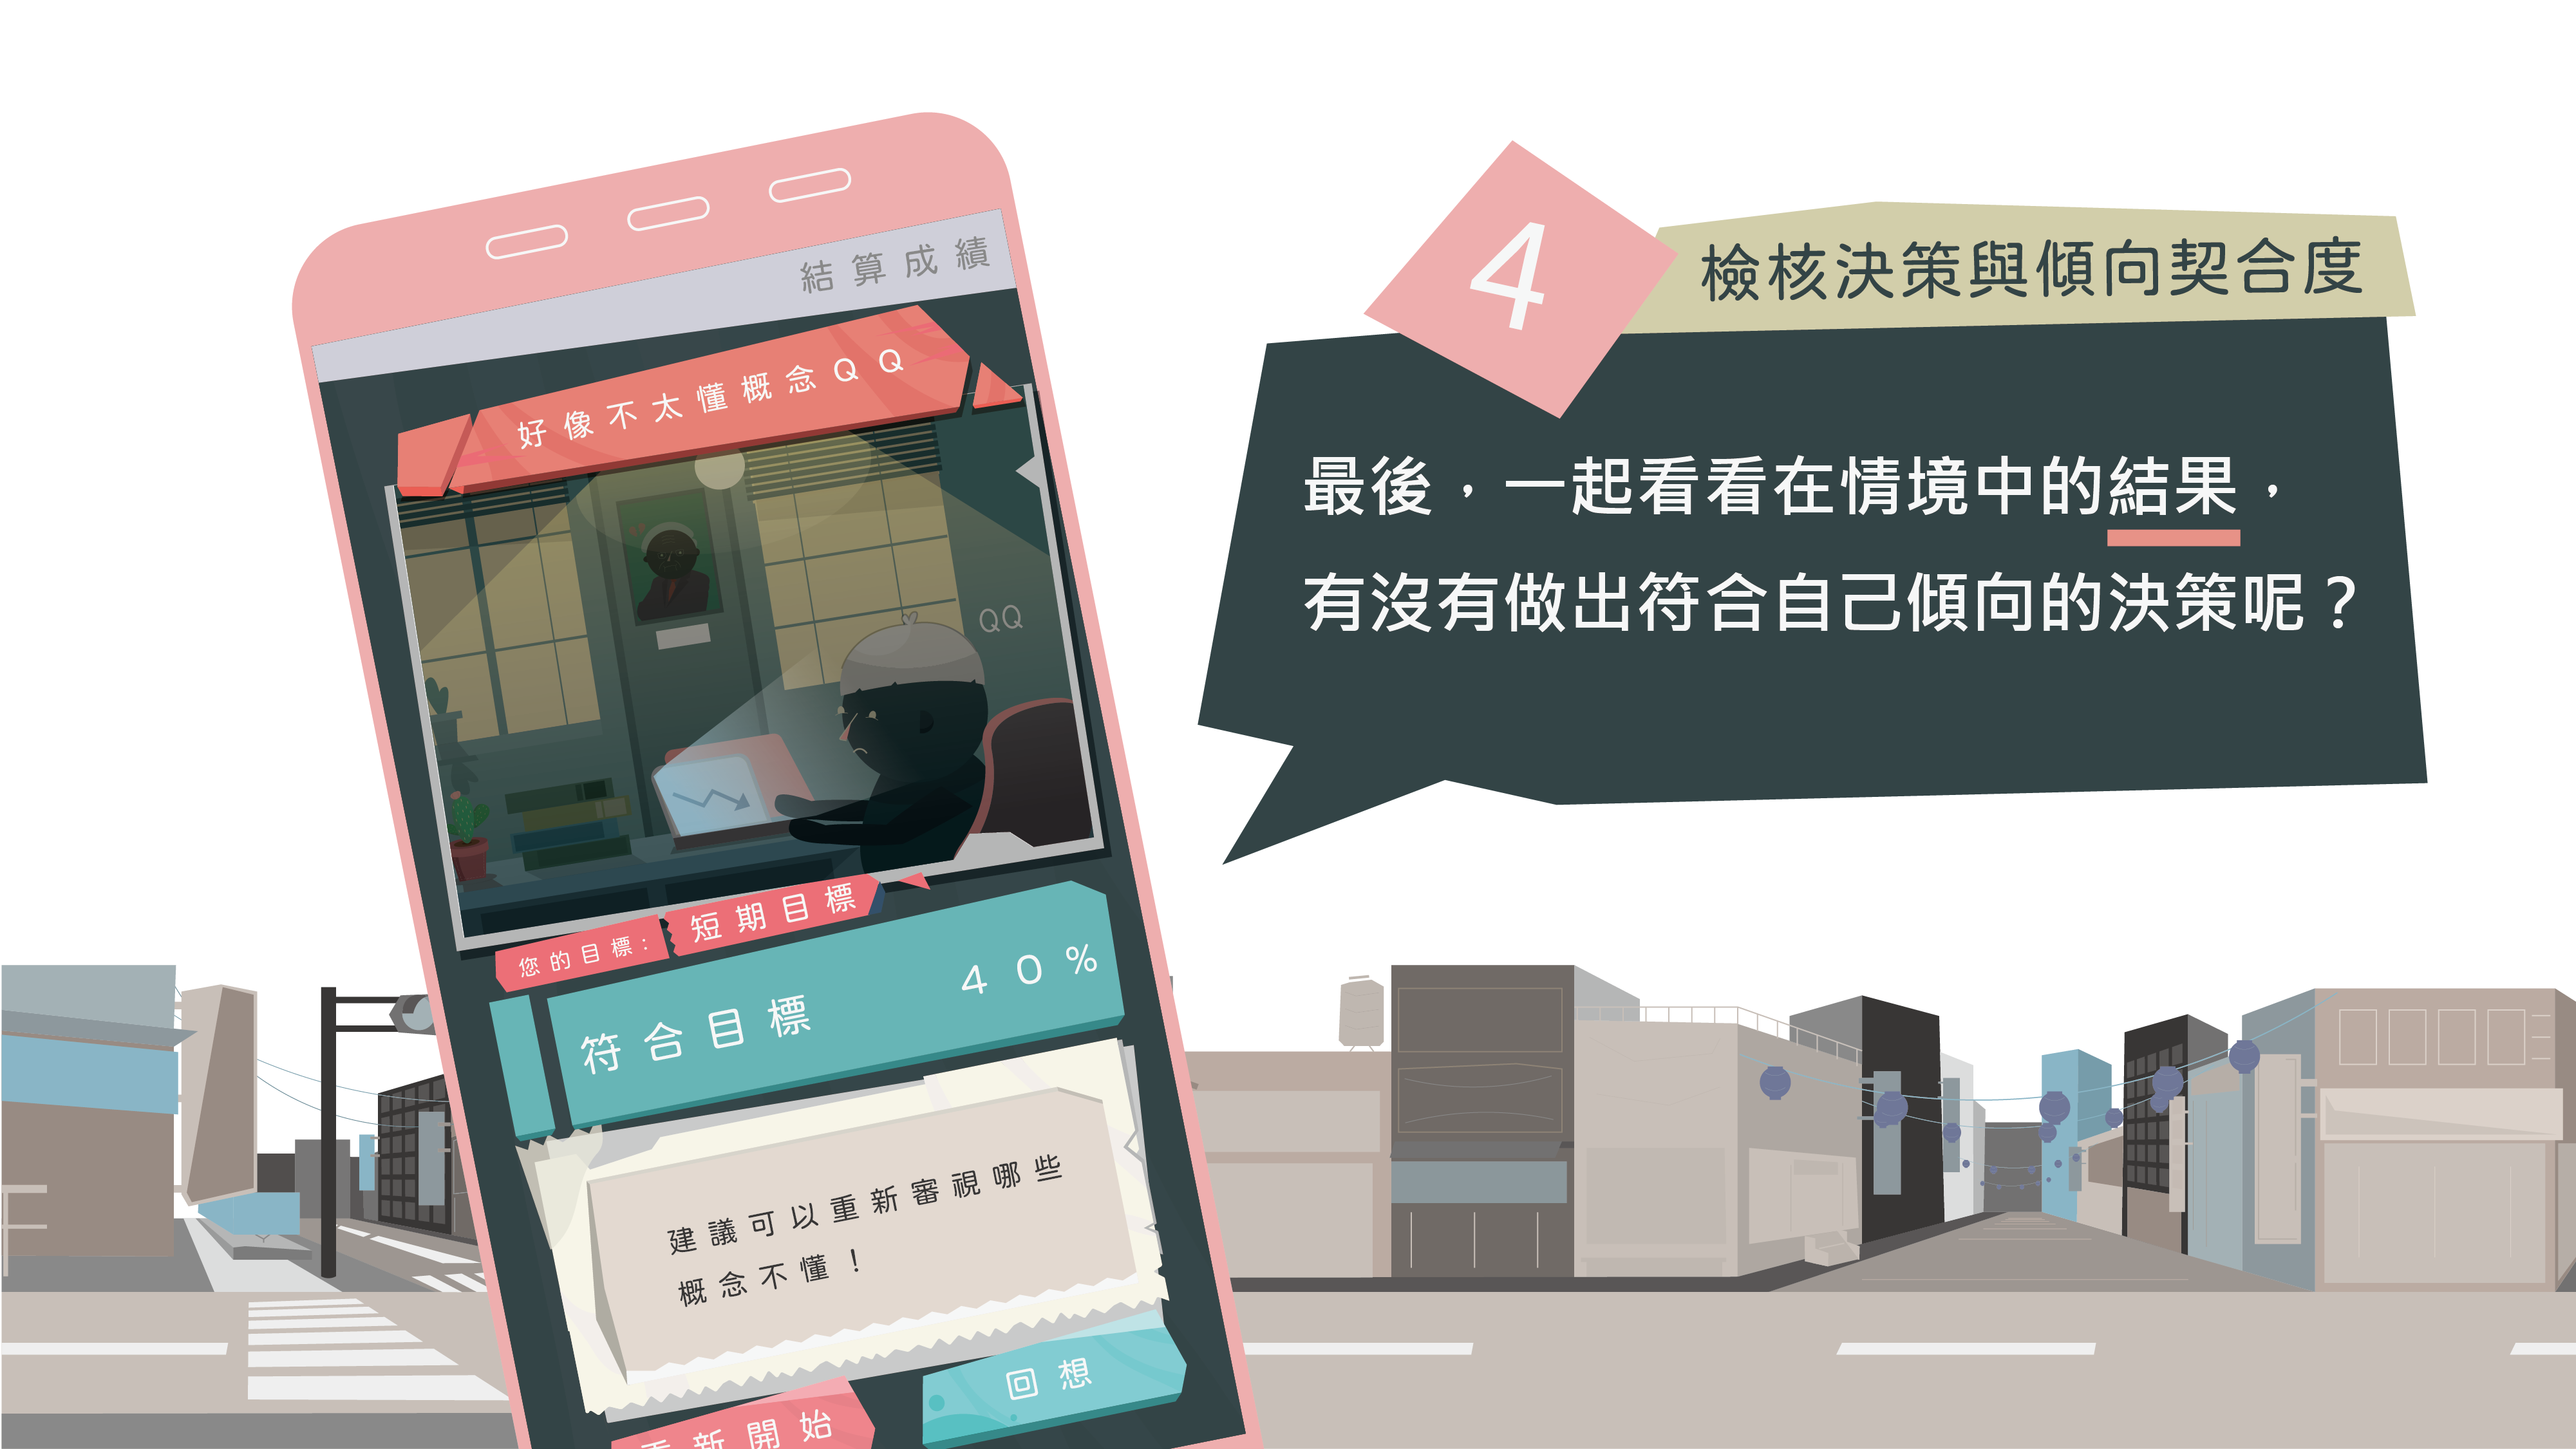 結算成績
好像不太懂概念QQ
QQ
您的目標：
短期目標
符合目標
40%
建議可以重新審視哪些
概念不懂！
重新開始
回想
4
檢核決策與傾向契合度
最後，一起看看在情境中的結果，
有沒有做出符合自己傾向的決策呢？